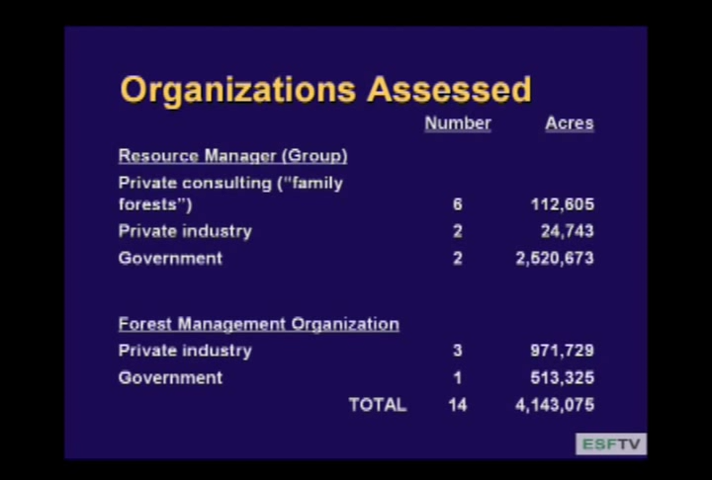 Organizations Assessed
Number Acres
Resource Manager (Group)
Private consulting ("family
forests") 6 112,605
Private industry 2 24,743
Government 2 2,520,673
Forest Management Organization
Private industry 3 971,729
Government 1 513,325
TOTAL 14 4,143,075
ESFTV